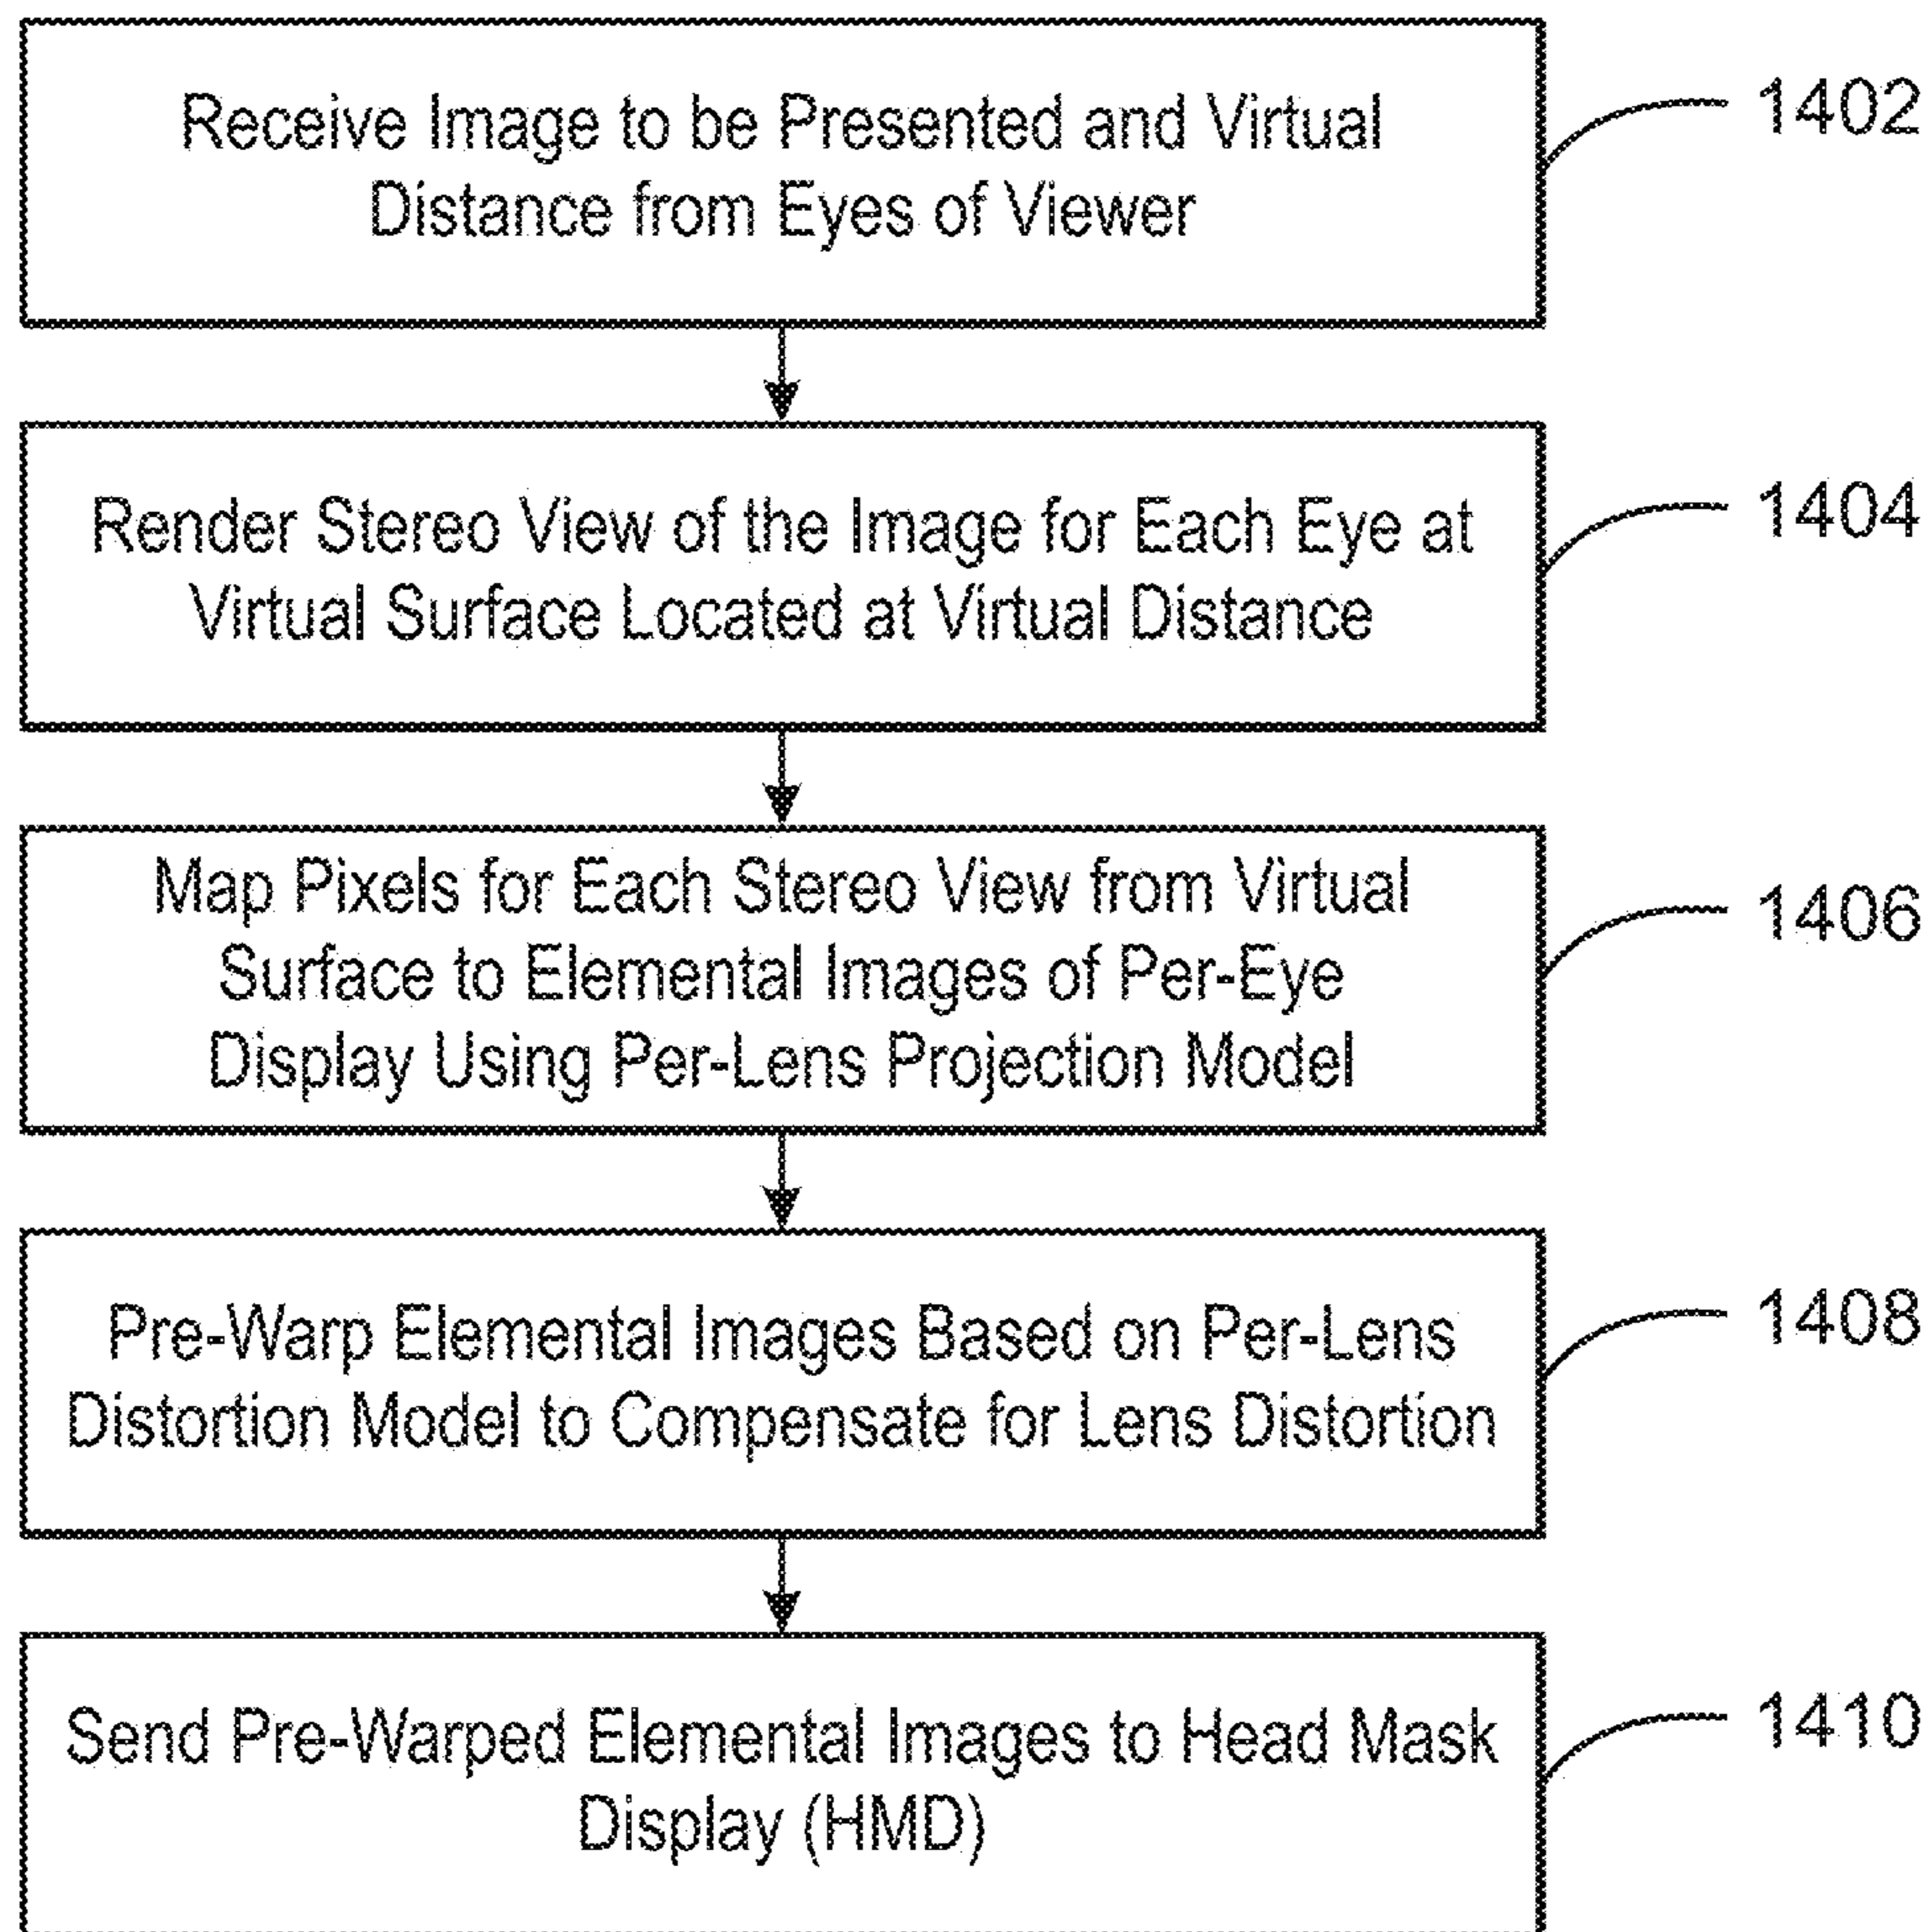 Receive Image to be Presented and Virtual
Distance from Eyes of Viewer
1402
Render Stereo View of the Image for Each Eye at
Virtual Surface Located at Virtual Distance
1404
Map Pixels for Each Stereo View from Virtual
Surface to Elemental Images of Per-Eye
Display Using Per-Lens Projection Model
1406
Pre-Warp Elemental Images Based on Per-Lens
Distortion Model to Compensate for Lens Distortion
1408
Send Pre-Warped Elemental Images to Head Mask
Display (HMD)
1410